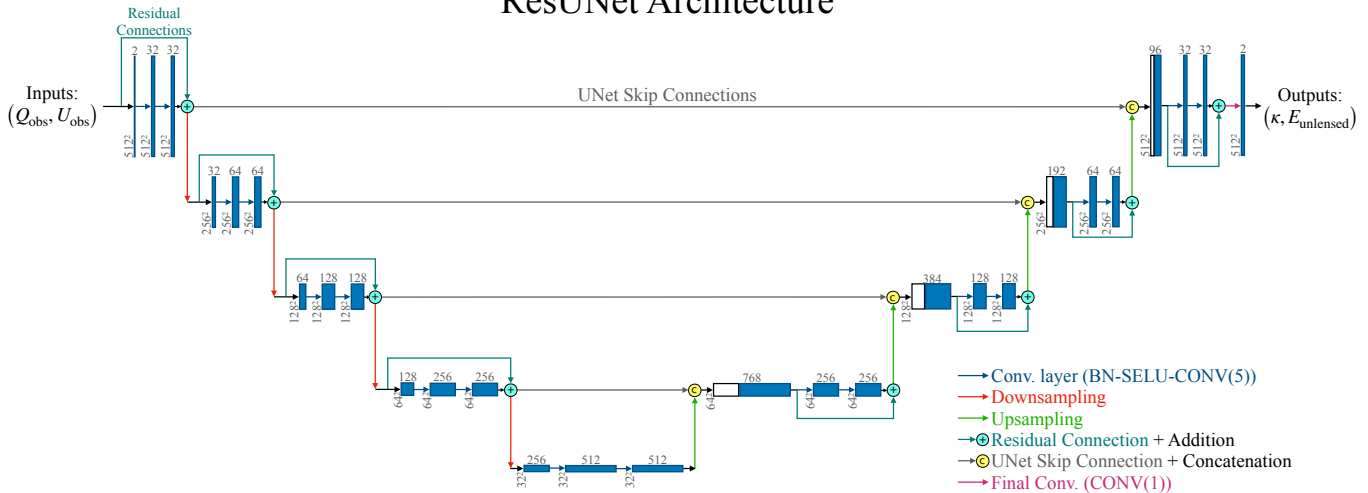 ResUNet Architecture
Residual
Connections
Inputs:
(Q_obs, U_obs)
2 32 32
512² 512² 512²
UNet Skip Connections
96 32 32 2
512² 512² 512² 512²
Outputs:
(κ, E_unlensed)
32 64 64
256² 256² 256²
192 64 64
256² 256² 256²
64 128 128
128² 128² 128²
384 128 128
128² 128² 128²
128 256 256
64² 64² 64²
768 256 256
64² 64² 64²
256 512 512
32² 32² 32²
Conv. layer (BN-SELU-CONV(5))
Downsampling
Upsampling
+ Residual Connection + Addition
C UNet Skip Connection + Concatenation
Final Conv. (CONV(1))
+
C
+
C
+
+
C
+
+
C
+
+